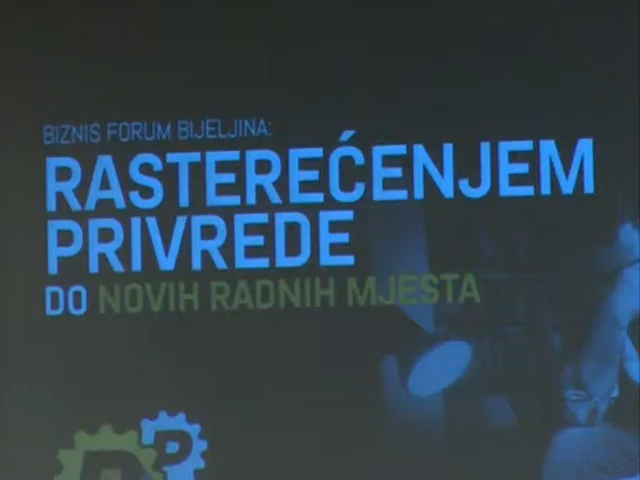 BIZNIS FORUM BIJELJINA:
RASTEREĆENJEM
PRIVREDE
DO NOVIH RADNIH MJESTA